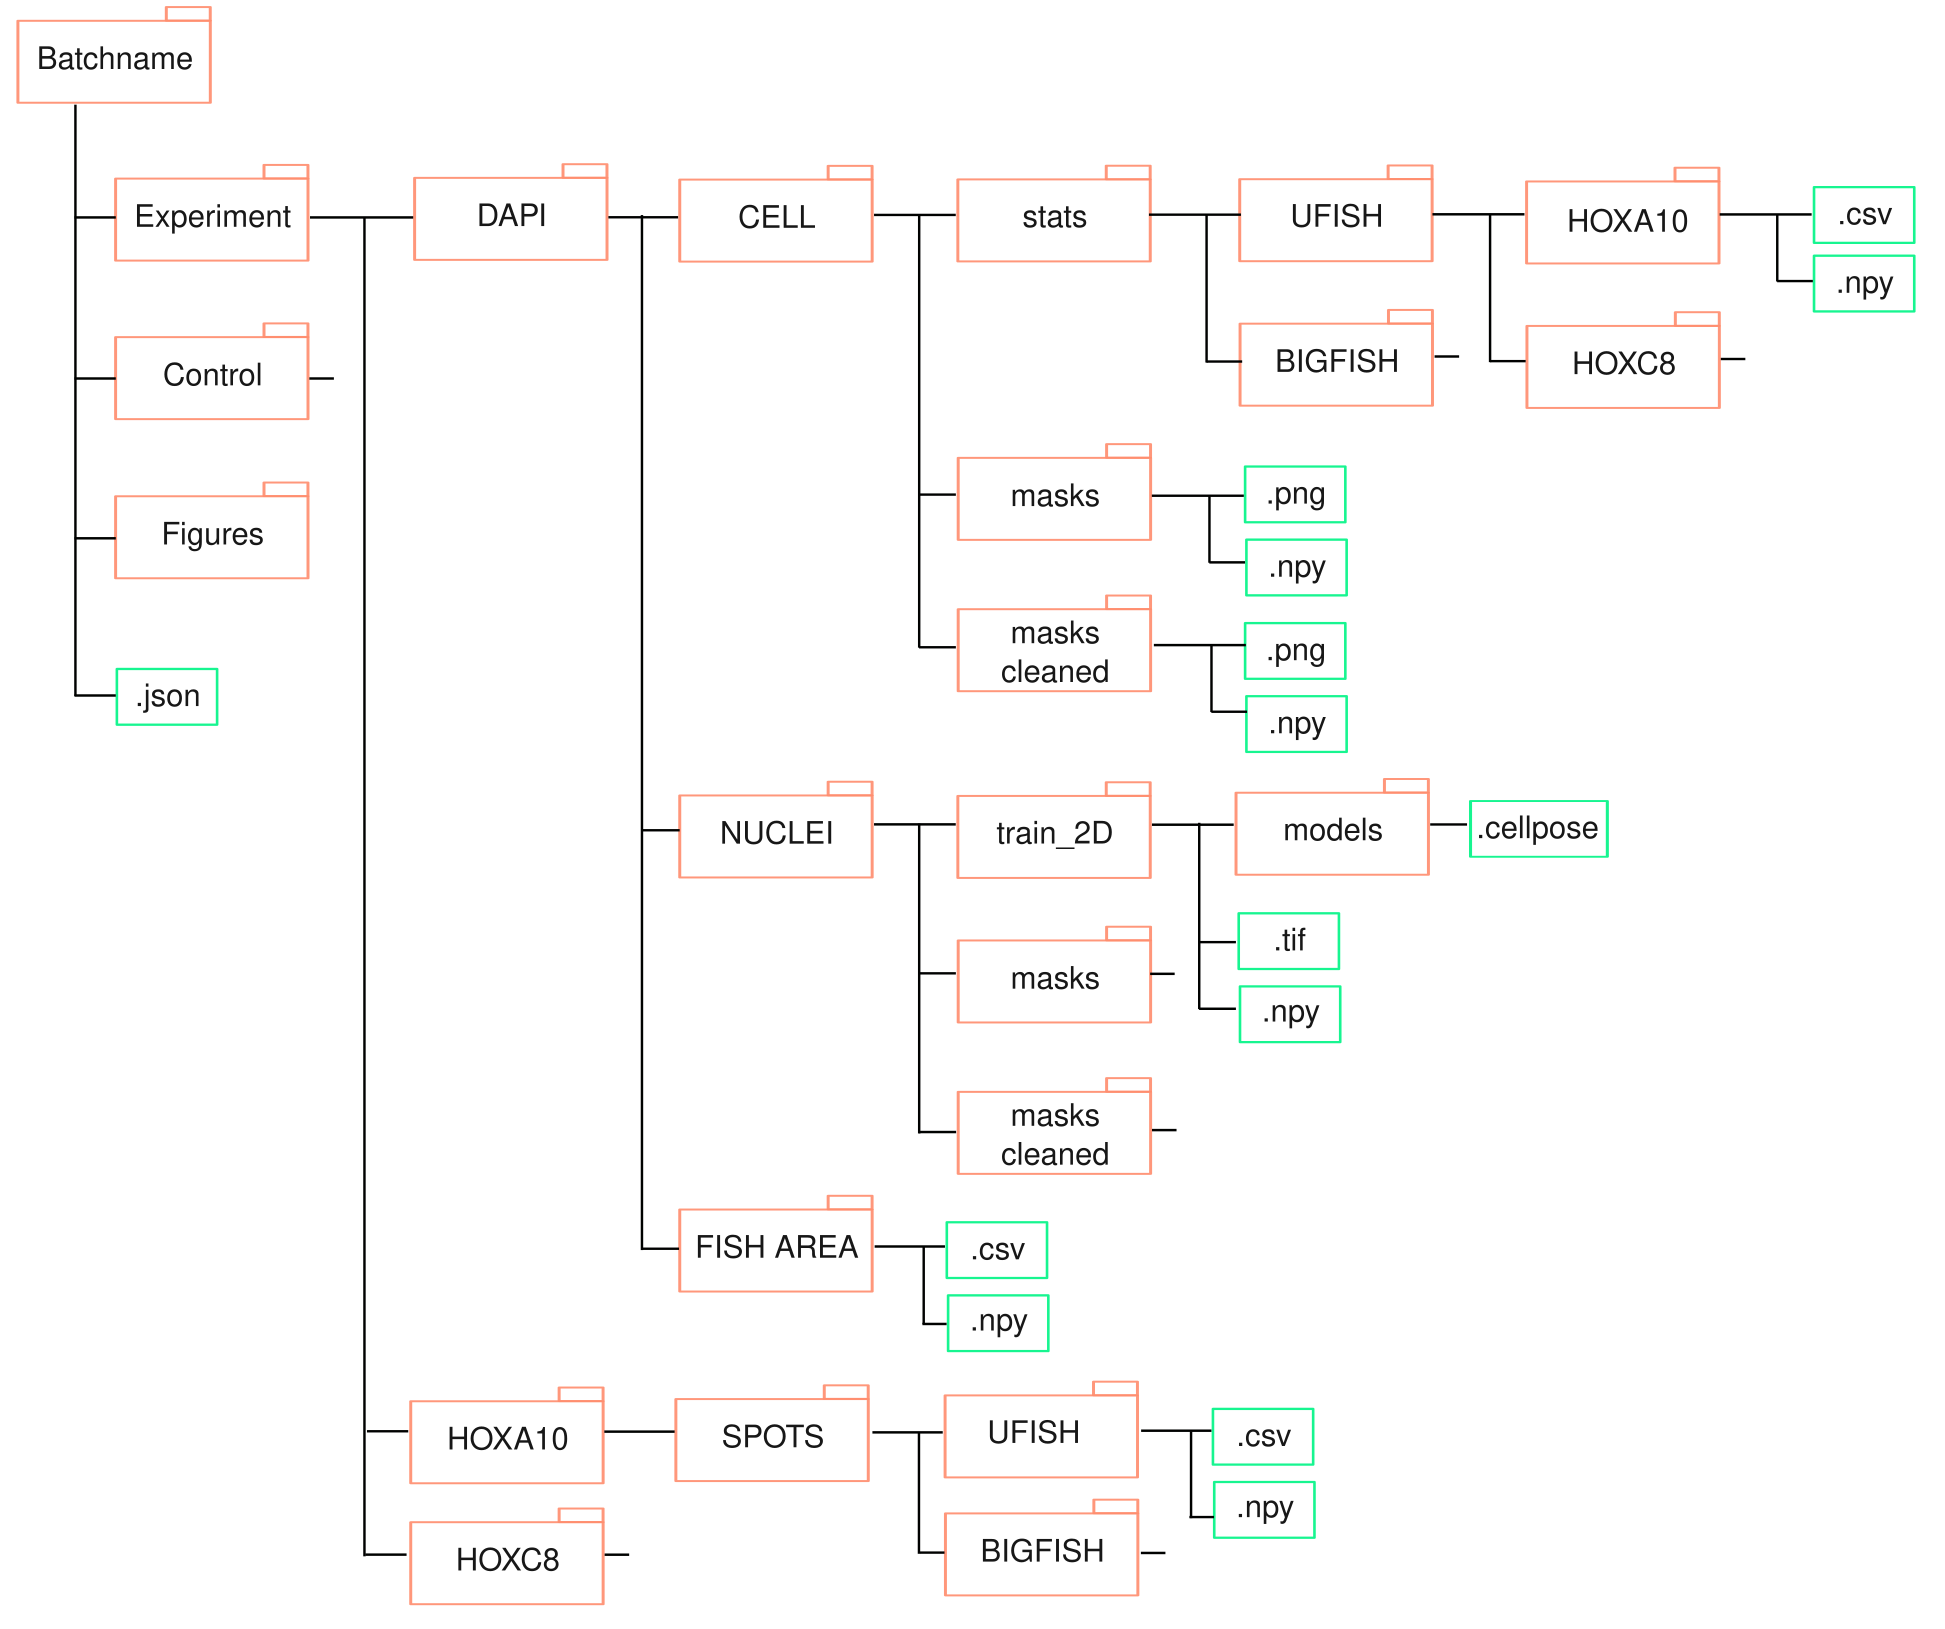 Batchname
Experiment
DAPI
CELL
stats
UFISH
HOXA10
.csv
.npy
BIGFISH
HOXC8
Control
masks
.png
.npy
Figures
masks
cleaned
.png
.npy
.json
NUCLEI
train_2D
models
.cellpose
.tif
masks
.npy
masks
cleaned
FISH AREA
.csv
.npy
HOXA10
SPOTS
UFISH
.csv
.npy
HOXC8
BIGFISH